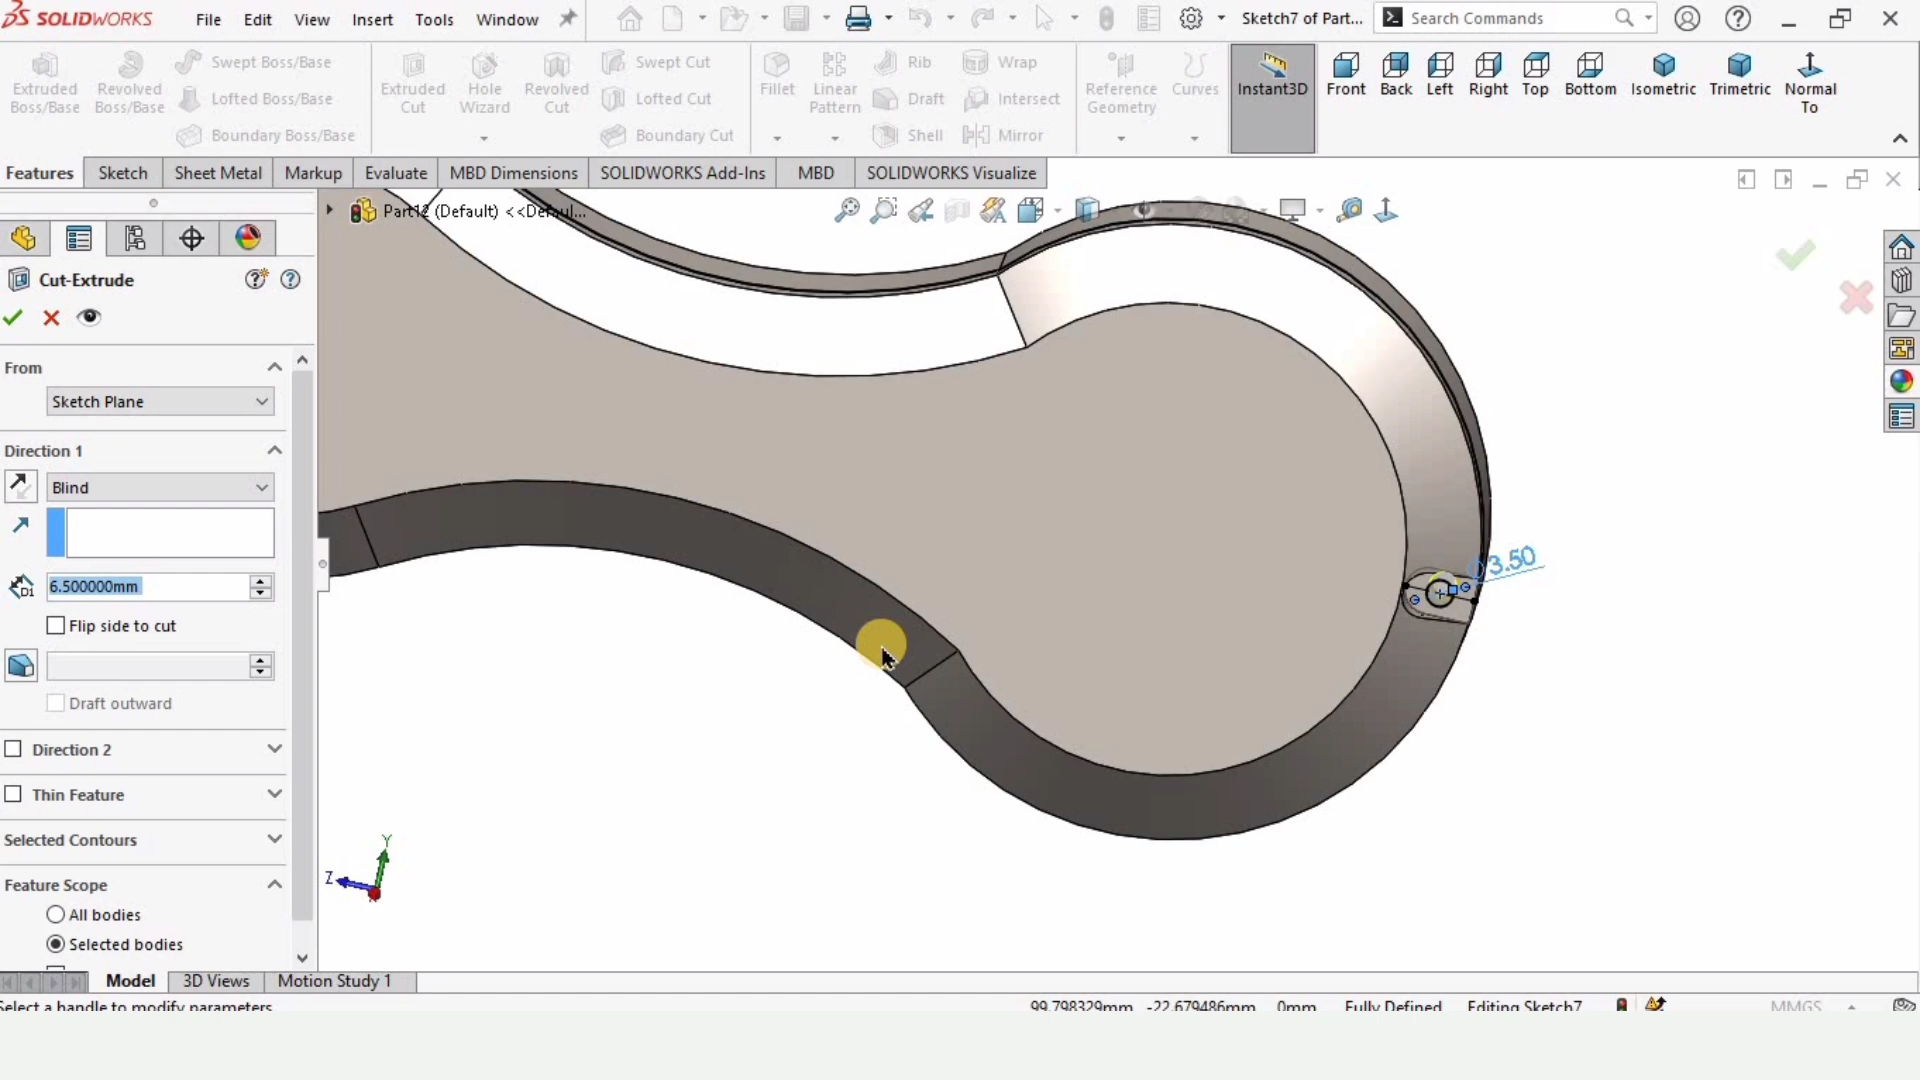 SOLIDWORKS
File Edit View Insert Tools Window
Sketch7 of Part...
Search Commands
Extruded Boss/Base
Revolved Boss/Base
Swept Boss/Base
Lofted Boss/Base
Boundary Boss/Base
Extruded Cut
Hole Wizard
Revolved Cut
Swept Cut
Lofted Cut
Boundary Cut
Fillet
Linear Pattern
Rib
Draft
Shell
Wrap
Intersect
Mirror
Reference Geometry
Curves
Instant3D
Front Back Left Right Top Bottom Isometric Trimetric Normal To
Features Sketch Sheet Metal Markup Evaluate MBD Dimensions SOLIDWORKS Add-Ins MBD SOLIDWORKS Visualize
Part12 (Default) <<Defaul...
Cut-Extrude
From
Sketch Plane
Direction 1
Blind
D1
6.500000mm
Flip side to cut
Draft outward
Direction 2
Thin Feature
Selected Contours
Feature Scope
All bodies
Selected bodies
3.50
Y
Z
Model 3D Views Motion Study 1
Select a handle to modify parameters
99.798329mm -22.679486mm 0mm Fully Defined Editing Sketch7 MMGS